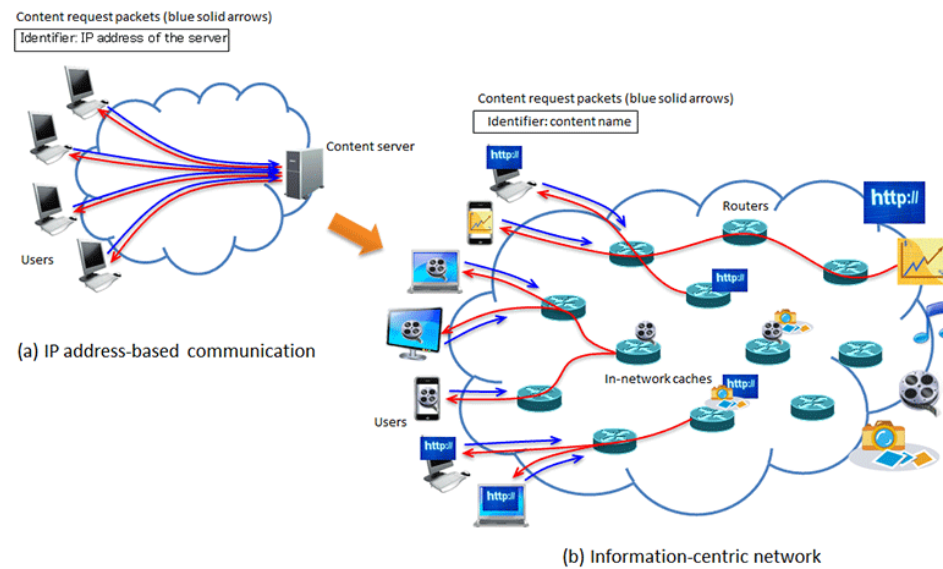 Content request packets (blue solid arrows)
Identifier: IP address of the server
Content server
Users
(a) IP address-based communication
Content request packets (blue solid arrows)
Identifier: content name
http://
Routers
http://
http://
In-network caches
http://
Users
http://
http://
(b) Information-centric network